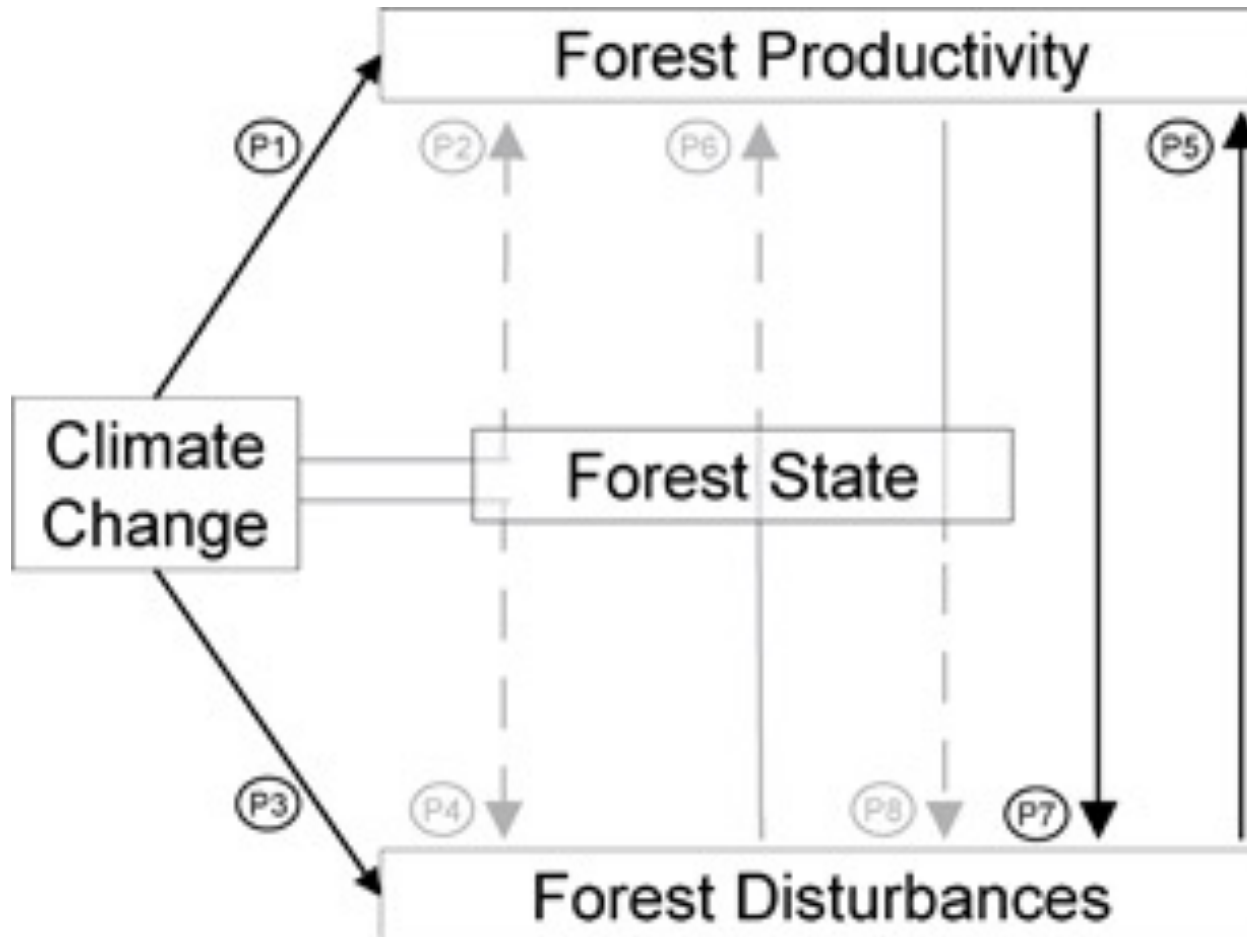 Forest Productivity
P1
P2
P6
P5
Climate
Change
Forest State
P3
P4
P8
P7
Forest Disturbances